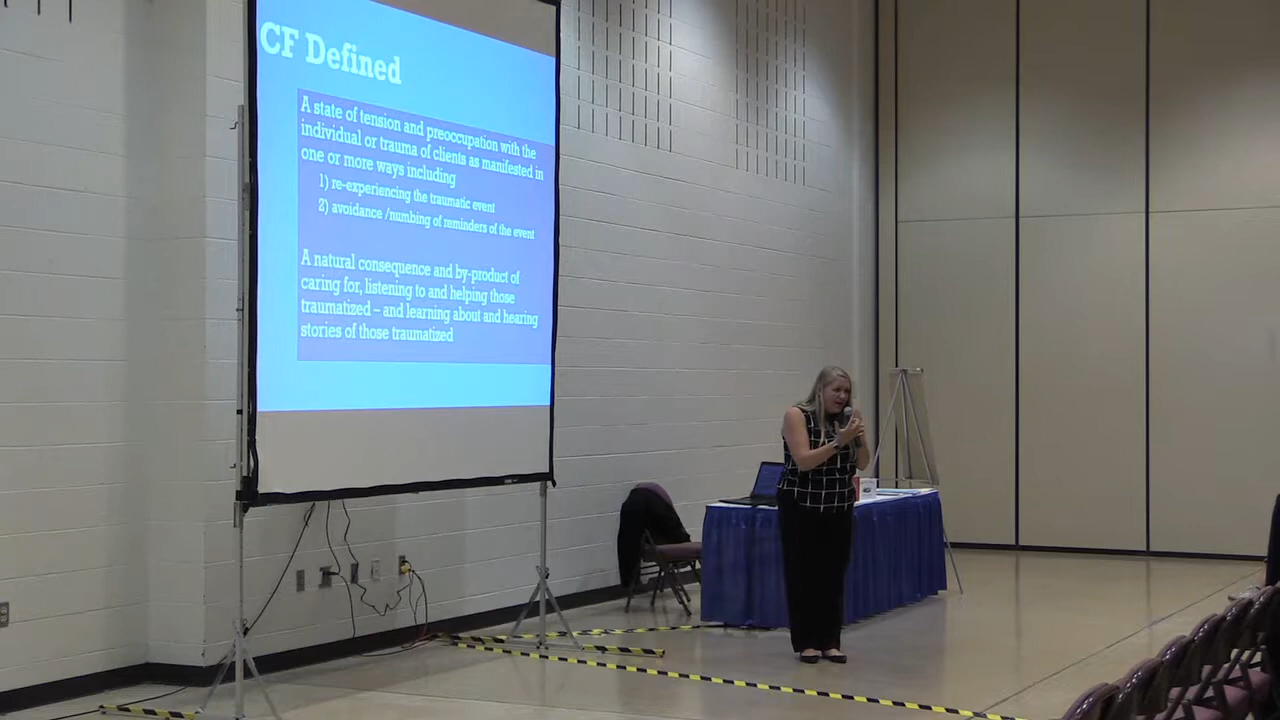 CF Defined
A state of tension and preoccupation with the
individual or trauma of clients as manifested in
one or more ways including
1) re-experiencing the traumatic event
2) avoidance /numbing of reminders of the event
A natural consequence and by-product of
caring for, listening to and helping those
traumatized – and learning about and hearing
stories of those traumatized